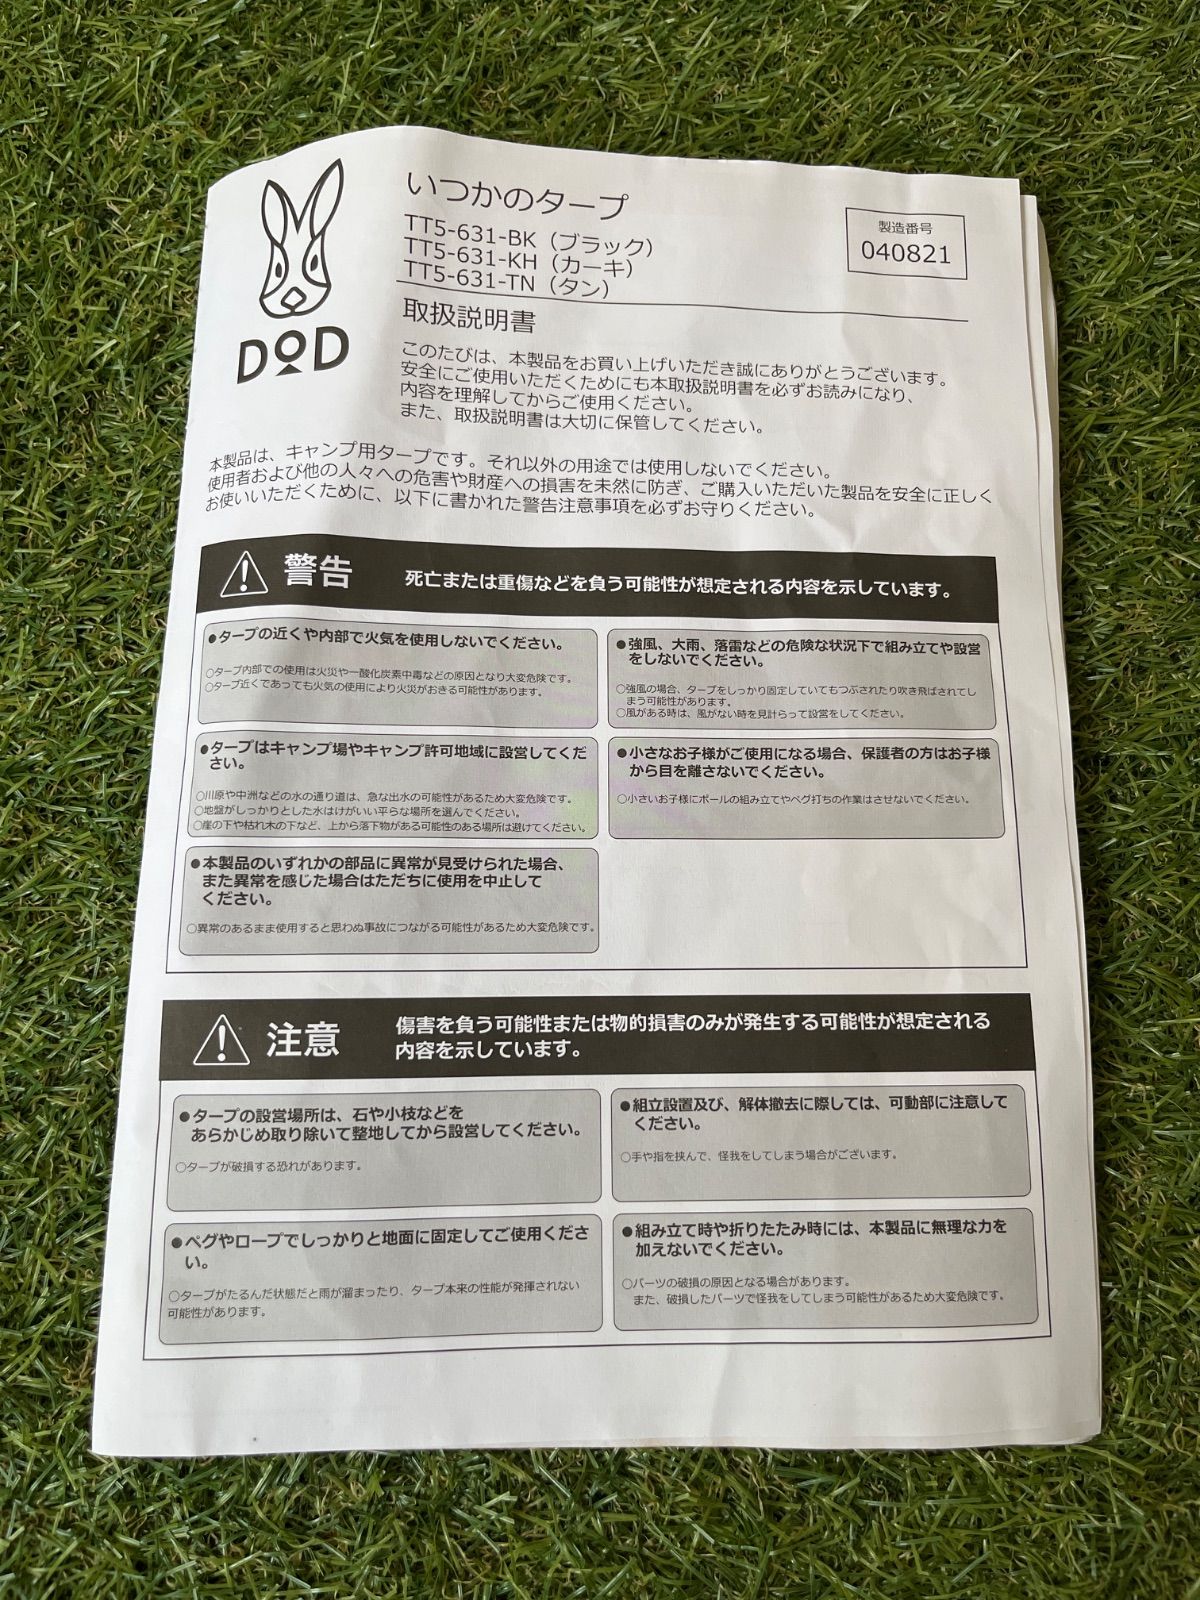 DOD
いつかのタープ
TT5-631-BK（ブラック）
TT5-631-KH（カーキ）
TT5-631-TN（タン）
製造番号
040821
取扱説明書
このたびは、本製品をお買い上げいただき誠にありがとうございます。
安全にご使用いただくためにも本取扱説明書を必ずお読みになり、
内容を理解してからご使用ください。
また、取扱説明書は大切に保管してください。
本製品は、キャンプ用タープです。それ以外の用途では使用しないでください。
使用者および他の人々への危害や財産への損害を未然に防ぎ、ご購入いただいた製品を安全に正しく
お使いいただくために、以下に書かれた警告注意事項を必ずお守りください。
警告 死亡または重傷などを負う可能性が想定される内容を示しています。
●タープの近くや内部で火気を使用しないでください。
○タープ内部での使用は火災や一酸化炭素中毒などの原因となり大変危険です。
○タープ近くであっても火気の使用により火災がおきる可能性があります。
●強風、大雨、落雷などの危険な状況下で組み立てや設営
をしないでください。
○強風の場合、タープをしっかり固定していてもつぶされたり吹き飛ばされてし
まう可能性があります。
○風がある時は、風がない時を見計らって設営をしてください。
●タープはキャンプ場やキャンプ許可地域に設営してくだ
さい。
○川原や中洲などの水の通り道は、急な出水の可能性があるため大変危険です。
○地盤がしっかりとした水はけがいい平らな場所を選んでください。
○崖の下や枯れ木の下など、上から落下物がある可能性のある場所は避けてください。
●小さなお子様がご使用になる場合、保護者の方はお子様
から目を離さないでください。
○小さいお子様にポールの組み立てやペグ打ちの作業はさせないでください。
●本製品のいずれかの部品に異常が見受けられた場合、
また異常を感じた場合はただちに使用を中止して
ください。
○異常のあるまま使用すると思わぬ事故につながる可能性があるため大変危険です。
注意 傷害を負う可能性または物的損害のみが発生する可能性が想定される
内容を示しています。
●タープの設営場所は、石や小枝などを
あらかじめ取り除いて整地してから設営してください。
○タープが破損する恐れがあります。
●組立設置及び、解体撤去に際しては、可動部に注意して
ください。
○手や指を挟んで、怪我をしてしまう場合がございます。
●ペグやロープでしっかりと地面に固定してご使用くださ
い。
○タープがたるんだ状態だと雨が溜まったり、タープ本来の性能が発揮されない
可能性があります。
●組み立て時や折りたたみ時には、本製品に無理な力を
加えないでください。
○パーツの破損の原因となる場合があります。
また、破損したパーツで怪我をしてしまう可能性があるため大変危険です。